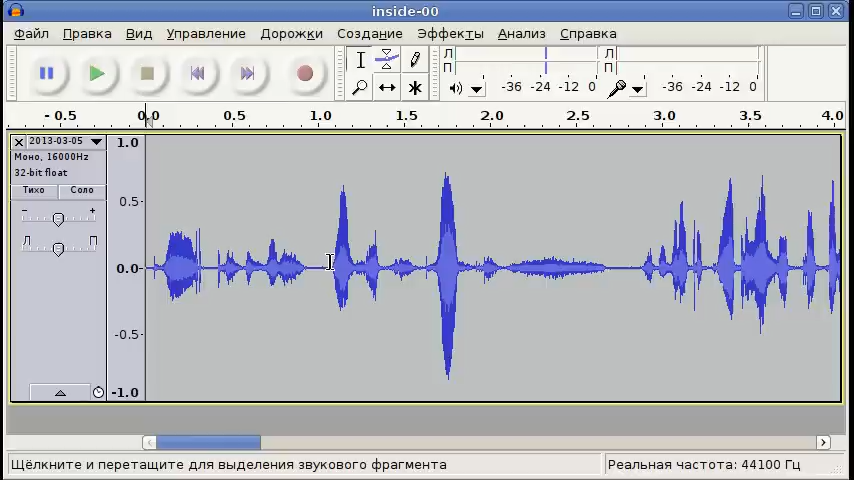 inside-00
Файл Правка Вид Управление Дорожки Создание Эффекты Анализ Справка
Л
П
-36 -24 -12 0
Л
П
-36 -24 -12 0
- 0.5 0.0 0.5 1.0 1.5 2.0 2.5 3.0 3.5 4.0
2013-03-05
Моно, 16000Hz
32-bit float
Тихо Соло
- +
Л П
1.0
0.5-
0.0-
-0.5-
-1.0
Щёлкните и перетащите для выделения звукового фрагмента
Реальная частота: 44100 Гц